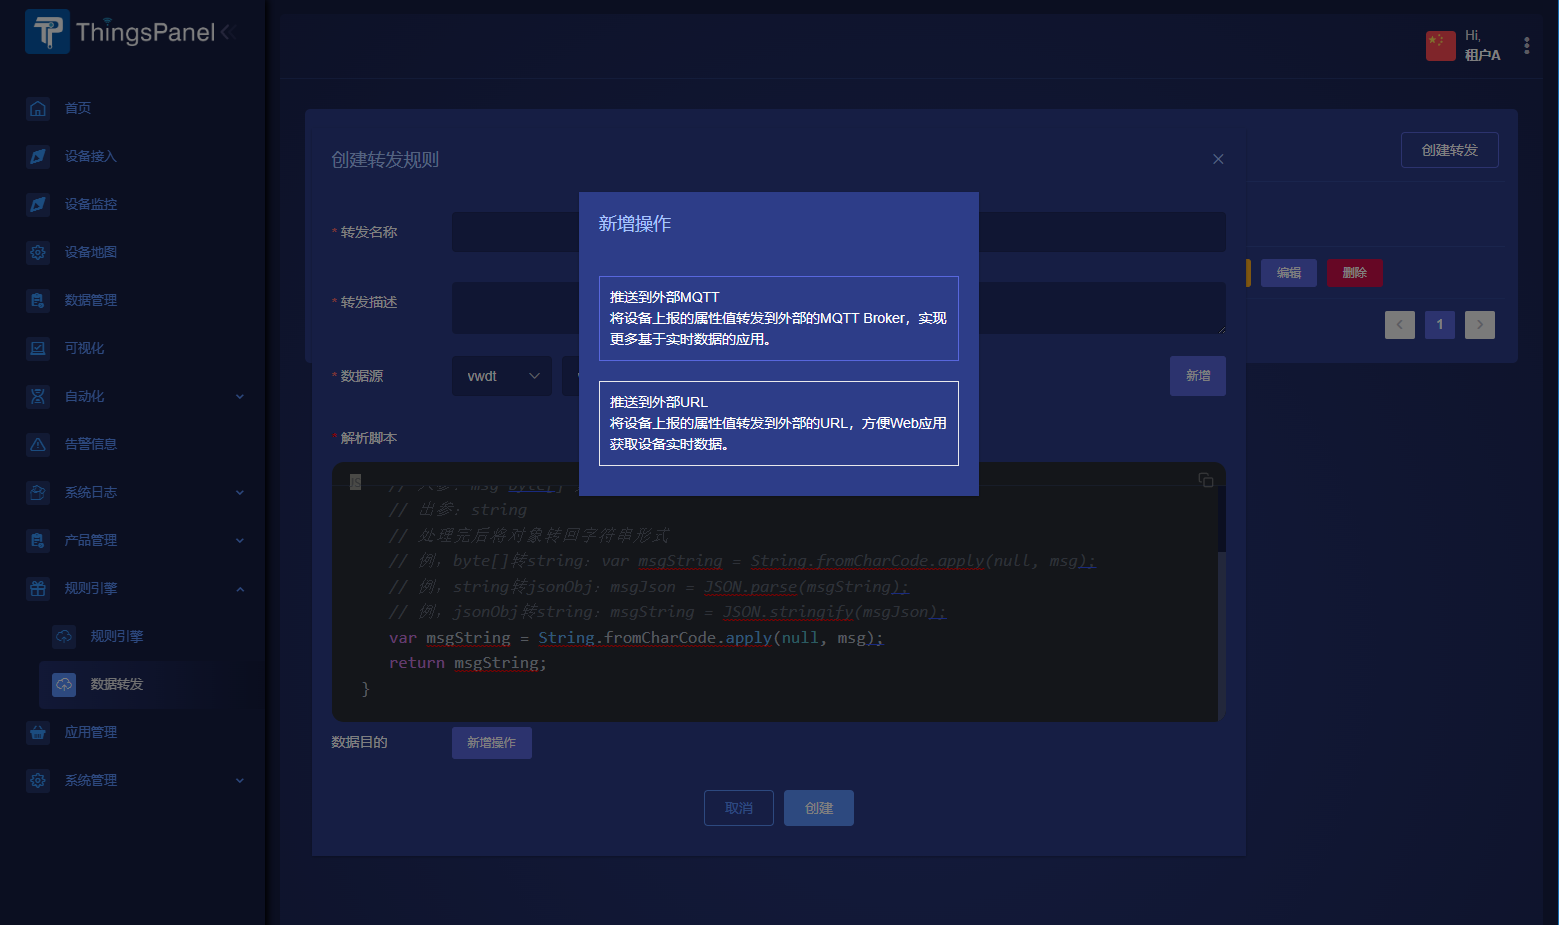 ThingsPanel
Hi,
租户A
首页
设备接入
设备监控
设备地图
数据管理
可视化
自动化
告警信息
系统日志
产品管理
规则引擎
规则引擎
数据转发
应用管理
系统管理
创建转发
编辑
删除
1
创建转发规则
* 转发名称
* 转发描述
* 数据源
vwdt
新增
* 解析脚本
JS
// 出参：string
// 处理完后将对象转回字符串形式
// 例，byte[]转string：var msgString = String.fromCharCode.apply(null, msg);
// 例，string转jsonObj：msgJson = JSON.parse(msgString);
// 例，jsonObj转string：msgString = JSON.stringify(msgJson);
var msgString = String.fromCharCode.apply(null, msg);
return msgString;
}
数据目的
新增操作
取消
创建
新增操作
推送到外部MQTT
将设备上报的属性值转发到外部的MQTT Broker，实现
更多基于实时数据的应用。
推送到外部URL
将设备上报的属性值转发到外部的URL，方便Web应用
获取设备实时数据。